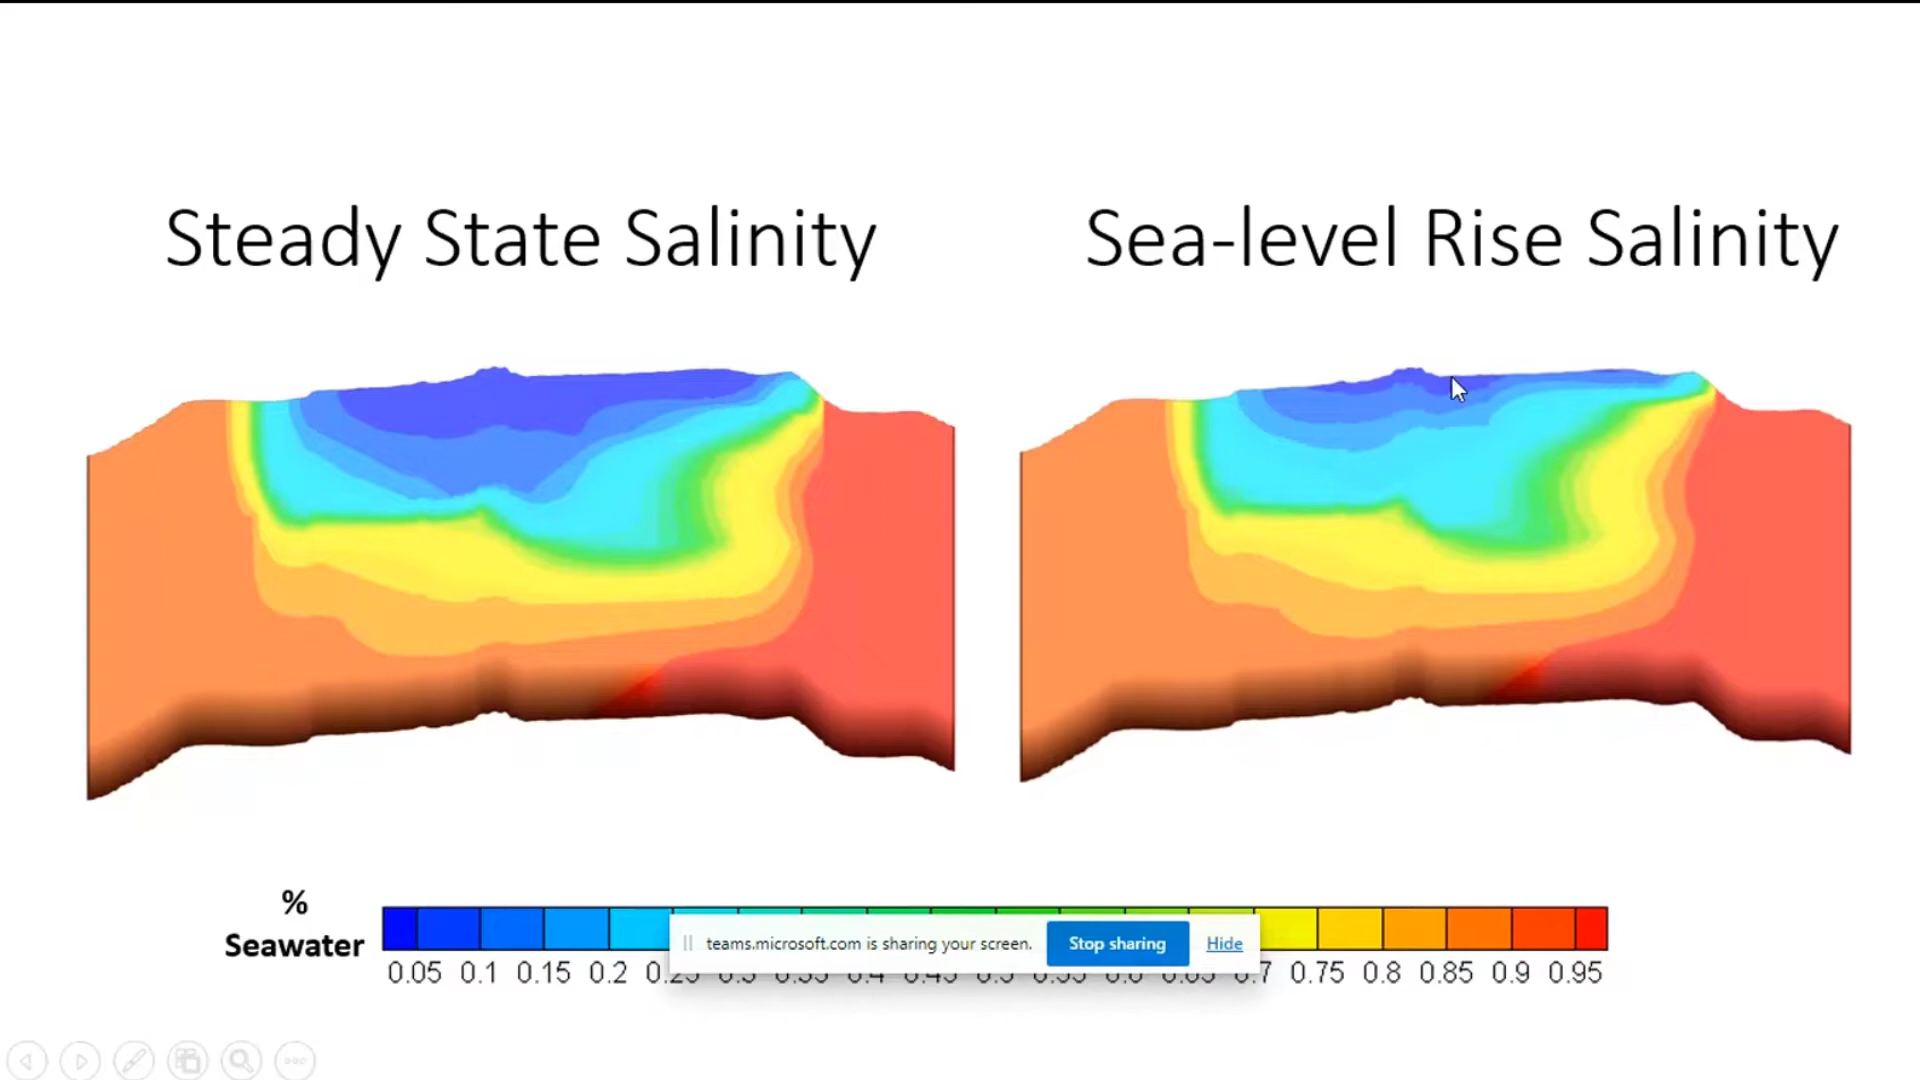 Steady State Salinity
Sea-level Rise Salinity
%
Seawater
teams.microsoft.com is sharing your screen.
Stop sharing
Hide
0.05 0.1 0.15 0.2 0.75 0.8 0.85 0.9 0.95